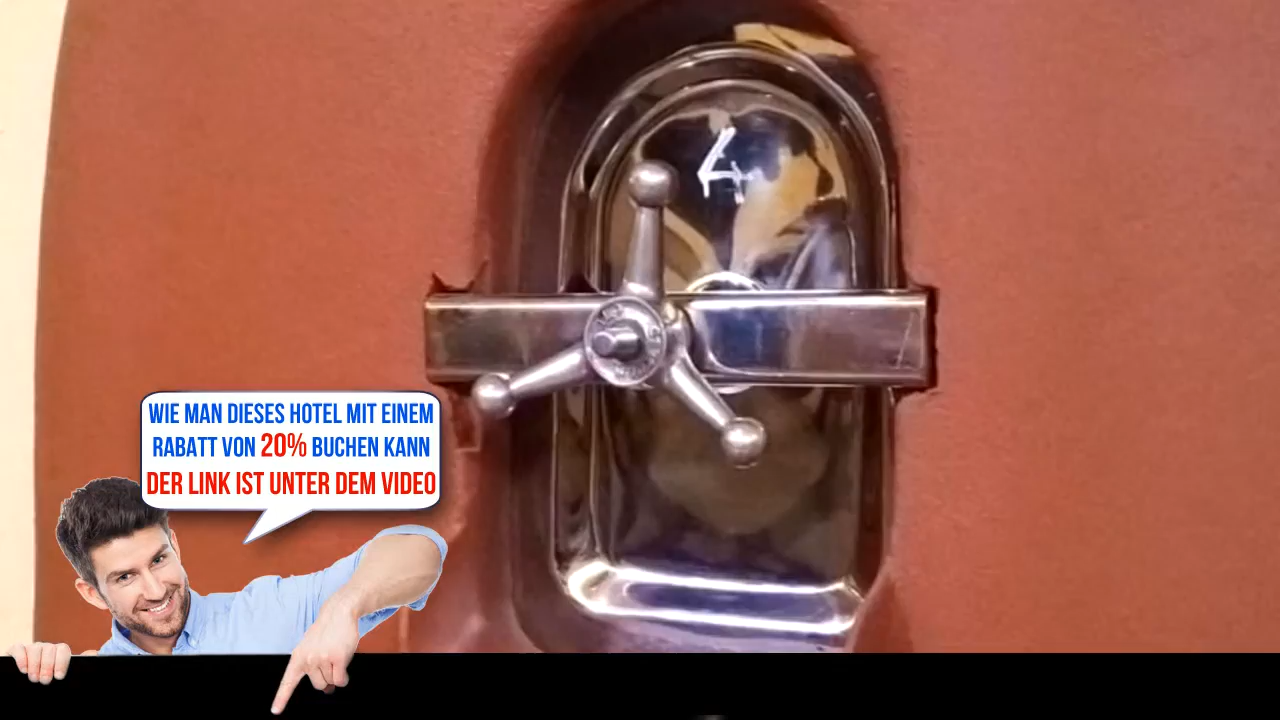 4
WIE MAN DIESES HOTEL MIT EINEM
RABATT VON 20% BUCHEN KANN
DER LINK IST UNTER DEM VIDEO